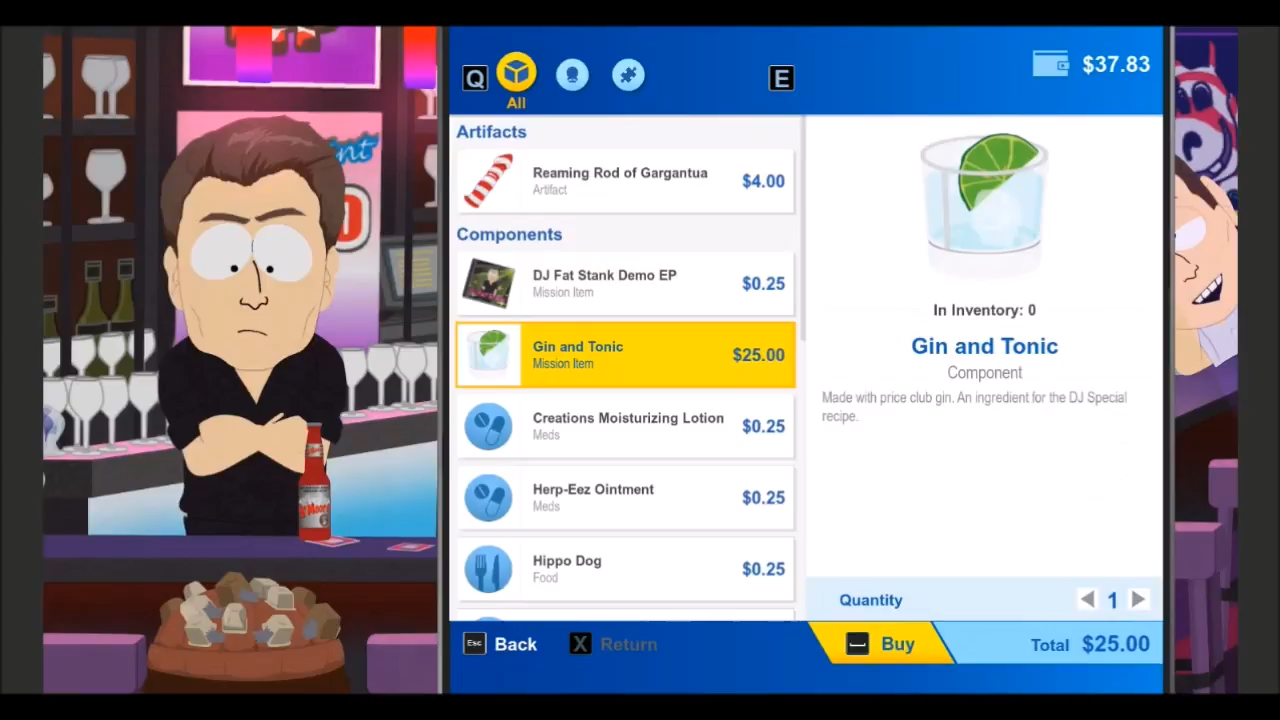 Q
E
$37.83
All
Artifacts
Reaming Rod of Gargantua
Artifact
$4.00
Components
DJ Fat Stank Demo EP
Mission Item
$0.25
Gin and Tonic
Mission Item
$25.00
Creations Moisturizing Lotion
Meds
$0.25
Herp-Eez Ointment
Meds
$0.25
Hippo Dog
Food
$0.25
In Inventory: 0
Gin and Tonic
Component
Made with price club gin. An ingredient for the DJ Special
recipe.
Quantity
1
Esc
Back
X
Return
Buy
Total
$25.00